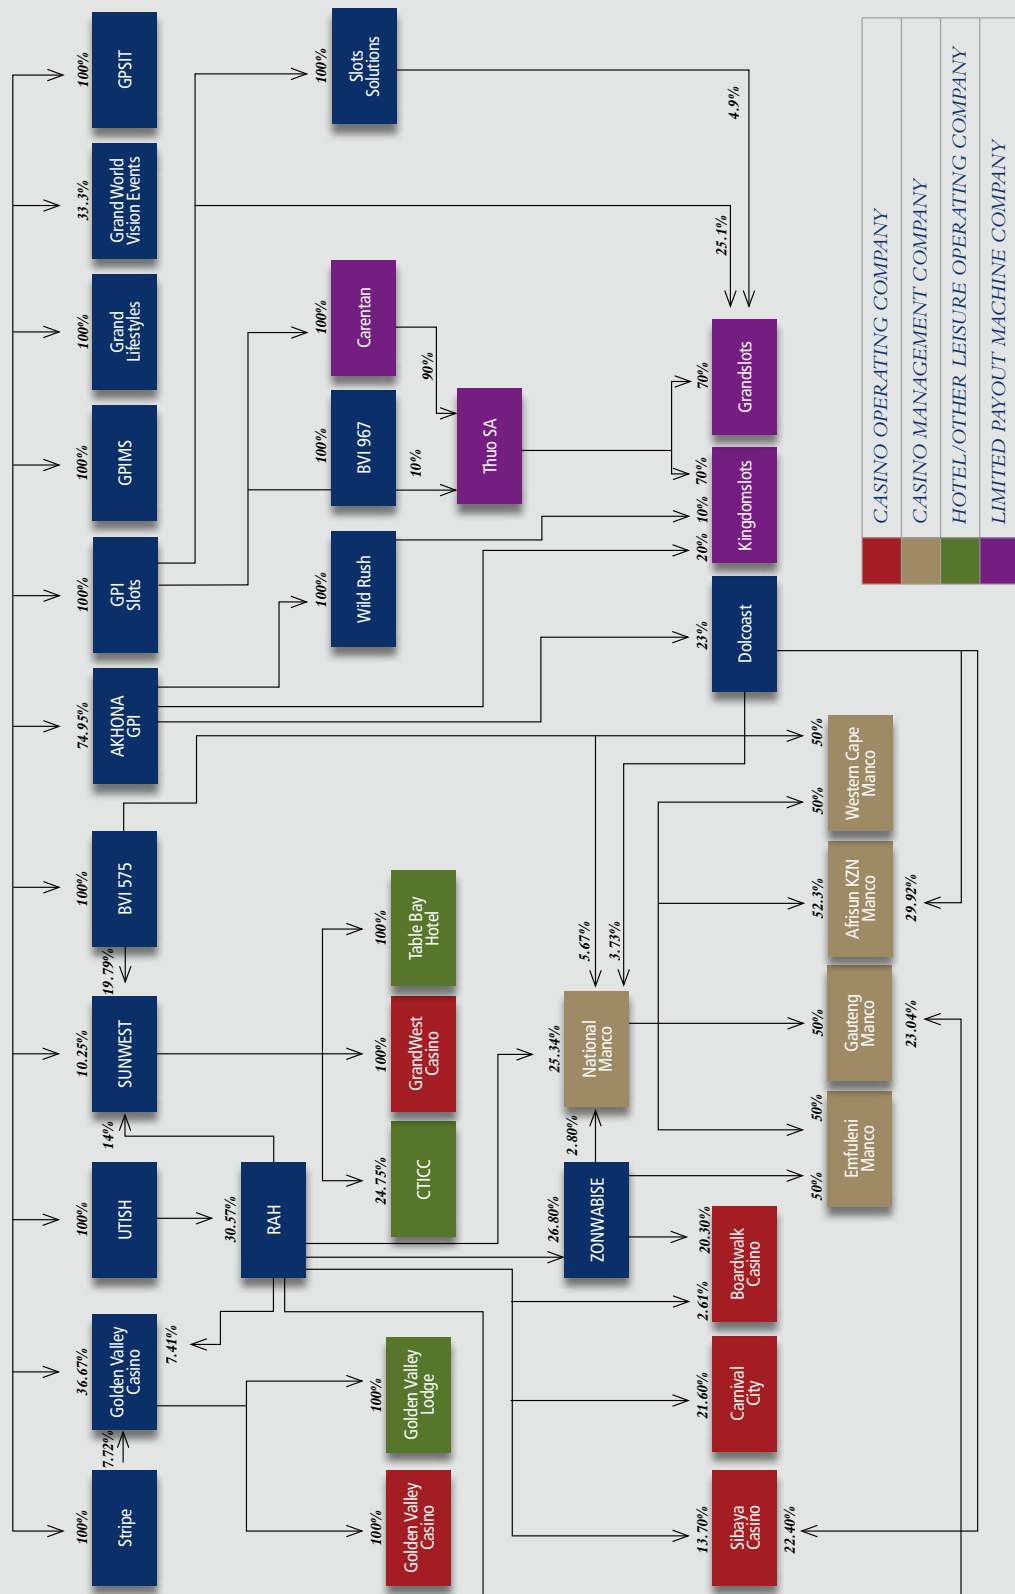 100%
Stripe
7.72%
36.67%
Golden Valley
Casino
7.41%
100%
UTISH
14%
10.25%
SUNWEST
19.79%
100%
BVI 575
74.95%
AKHONA
GPI
100%
GPI
Slots
100%
GPIMS
100%
Grand
Lifestyles
33.3%
Grand World
Vision Events
100%
GPSIT
30.57%
RAH
100%
Golden Valley
Casino
100%
Golden Valley
Lodge
24.75%
CTICC
100%
GrandWest
Casino
100%
Table Bay
Hotel
100%
Wild Rush
100%
BVI 967
10%
100%
Carentan
90%
100%
Slots
Solutions
Thuo SA
26.80%
ZONWABISE
2.80%
25.34%
National
Manco
5.67%
3.73%
13.70%
Sibaya
Casino
22.40%
21.60%
Carnival
City
2.61%
20.30%
Boardwalk
Casino
23%
Dolcoast
20%
10%
70%
Kingdomslots
70%
Grandslots
25.1%
4.9%
50%
50%
Emfuleni
Manco
50%
Gauteng
Manco
23.04%
52.3%
Afrisun KZN
Manco
29.92%
50%
50%
Western Cape
Manco
CASINO OPERATING COMPANY
CASINO MANAGEMENT COMPANY
HOTEL/OTHER LEISURE OPERATING COMPANY
LIMITED PAYOUT MACHINE COMPANY